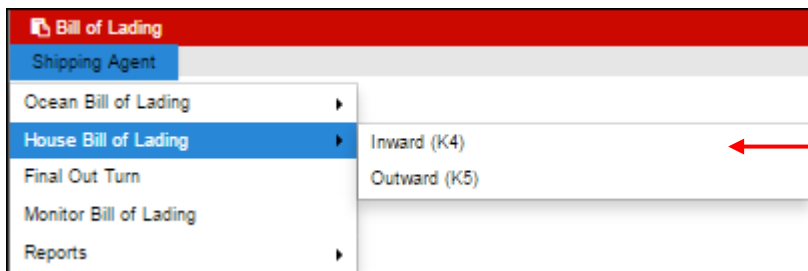 Bill of Lading
Shipping Agent
Ocean Bill of Lading
House Bill of Lading
Inward (K4)
Final Out Turn
Outward (K5)
Monitor Bill of Lading
Reports